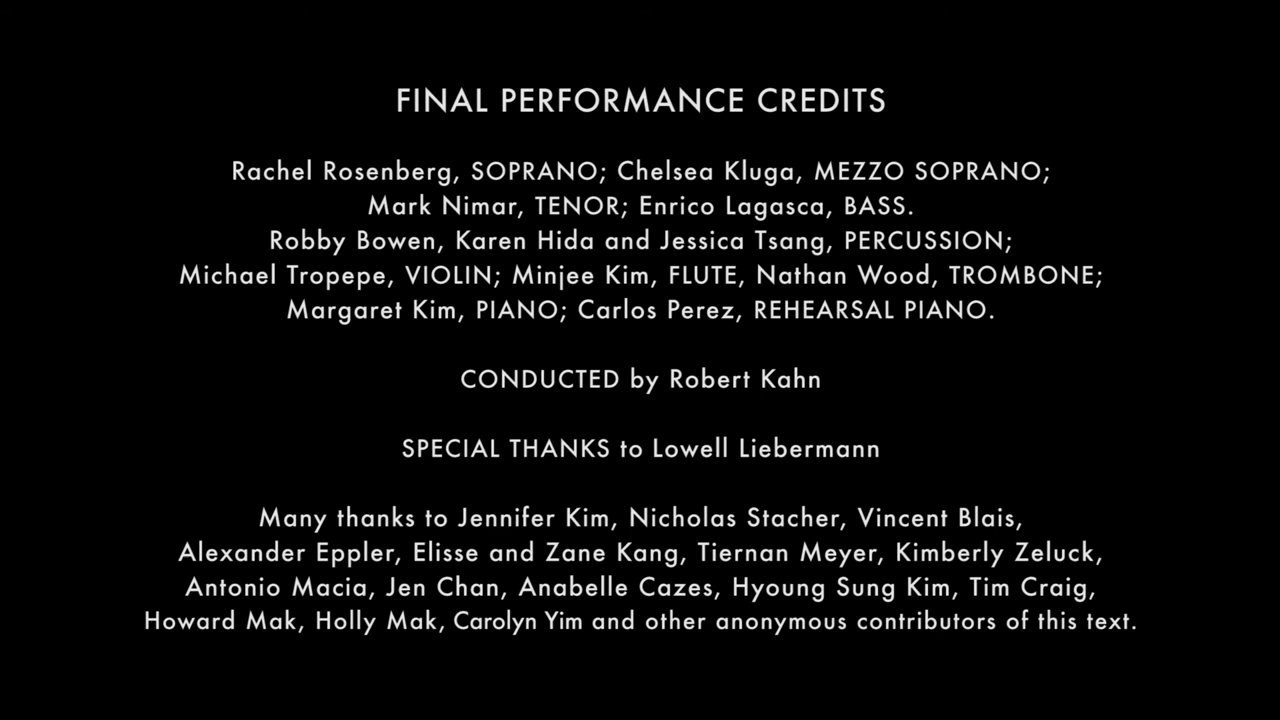 FINAL PERFORMANCE CREDITS
Rachel Rosenberg, SOPRANO; Chelsea Kluga, MEZZO SOPRANO;
Mark Nimar, TENOR; Enrico Lagasca, BASS.
Robby Bowen, Karen Hida and Jessica Tsang, PERCUSSION;
Michael Tropepe, VIOLIN; Minjee Kim, FLUTE, Nathan Wood, TROMBONE;
Margaret Kim, PIANO; Carlos Perez, REHEARSAL PIANO.
CONDUCTED by Robert Kahn
SPECIAL THANKS to Lowell Liebermann
Many thanks to Jennifer Kim, Nicholas Stacher, Vincent Blais,
Alexander Eppler, Elisse and Zane Kang, Tiernan Meyer, Kimberly Zeluck,
Antonio Macia, Jen Chan, Anabelle Cazes, Hyoung Sung Kim, Tim Craig,
Howard Mak, Holly Mak, Carolyn Yim and other anonymous contributors of this text.